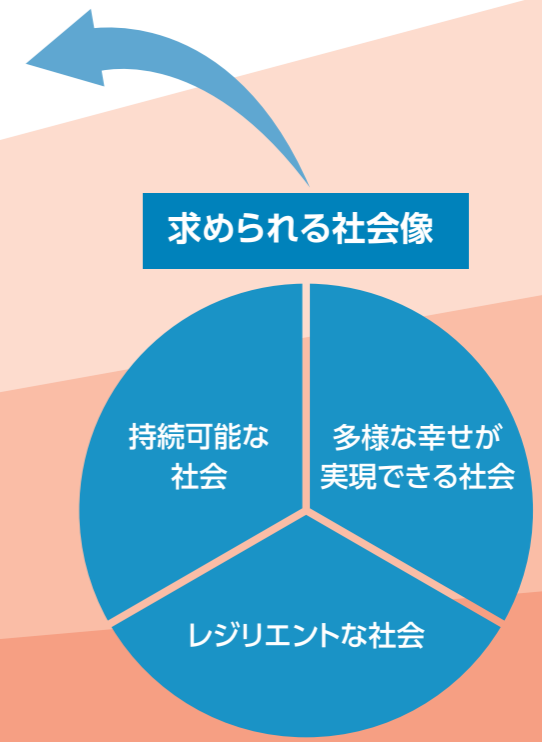 求められる社会像
持続可能な
社会
多様な幸せが
実現できる社会
レジリエントな社会